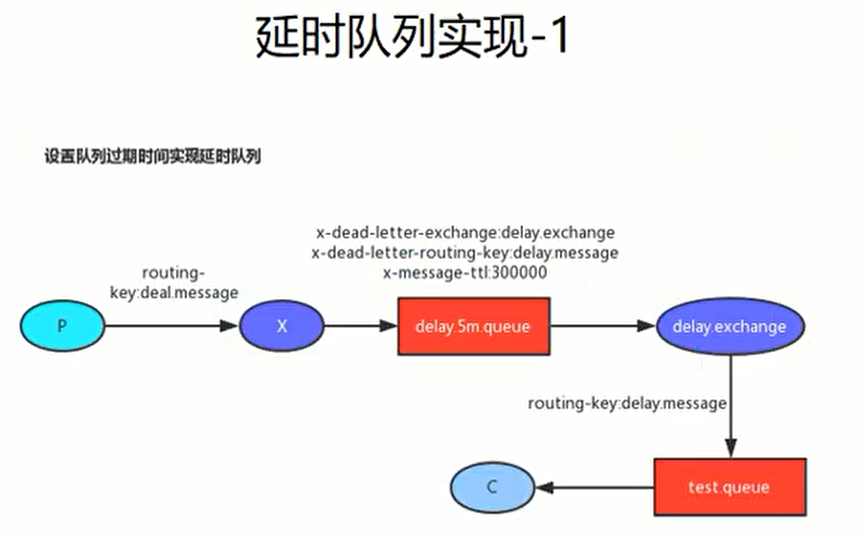 延时队列实现-1
设置队列过期时间实现延时队列
x-dead-letter-exchange:delay.exchange
x-dead-letter-routing-key:delay.message
x-message-ttl:300000
routing-
key:deal.message
P
X
delay.5m.queue
delay.exchange
routing-key:delay.message
C
test.queue